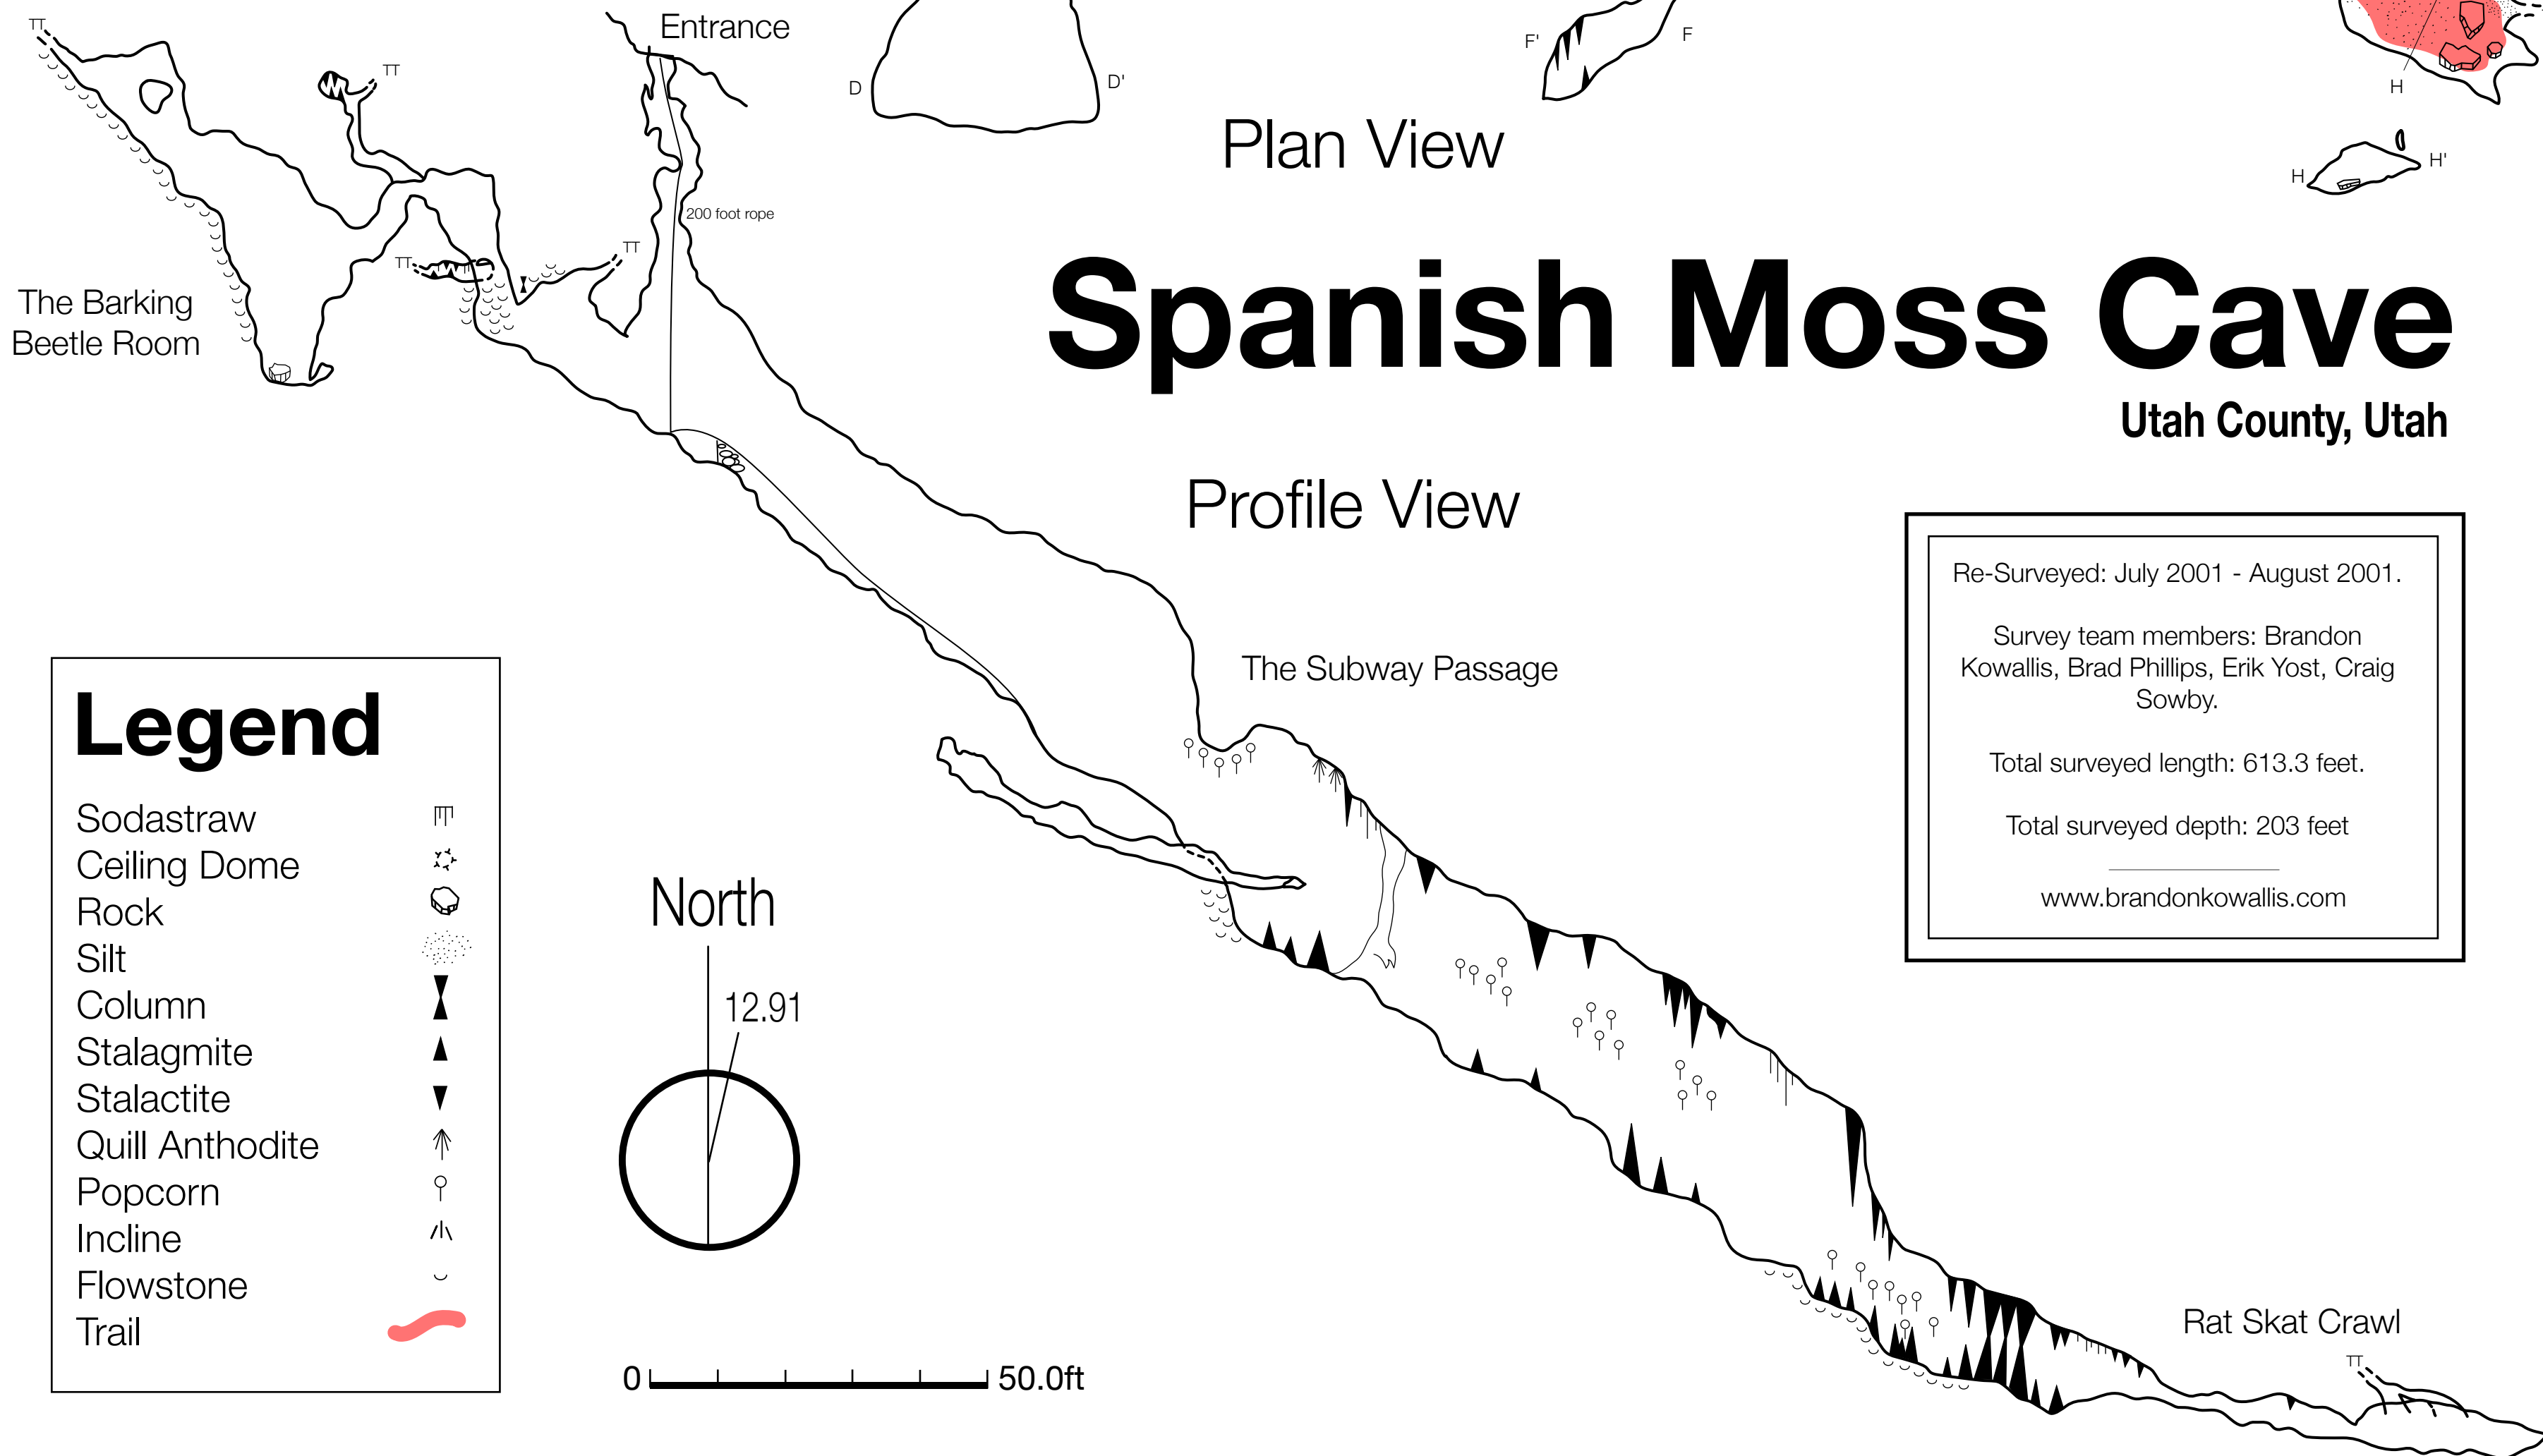 TT
Entrance
D
D'
F'
F
H
TT
Plan View
H
H'
200 foot rope
TT
TT
Spanish Moss Cave
The Barking
Beetle Room
Utah County, Utah
Profile View
Re-Surveyed: July 2001 - August 2001.
Survey team members: Brandon
Kowallis, Brad Phillips, Erik Yost, Craig
Sowby.
Total surveyed length: 613.3 feet.
Total surveyed depth: 203 feet
www.brandonkowallis.com
The Subway Passage
Legend
Sodastraw
Ceiling Dome
Rock
Silt
Column
Stalagmite
Stalactite
Quill Anthodite
Popcorn
Incline
Flowstone
Trail
North
12.91
0
50.0ft
Rat Skat Crawl
TT